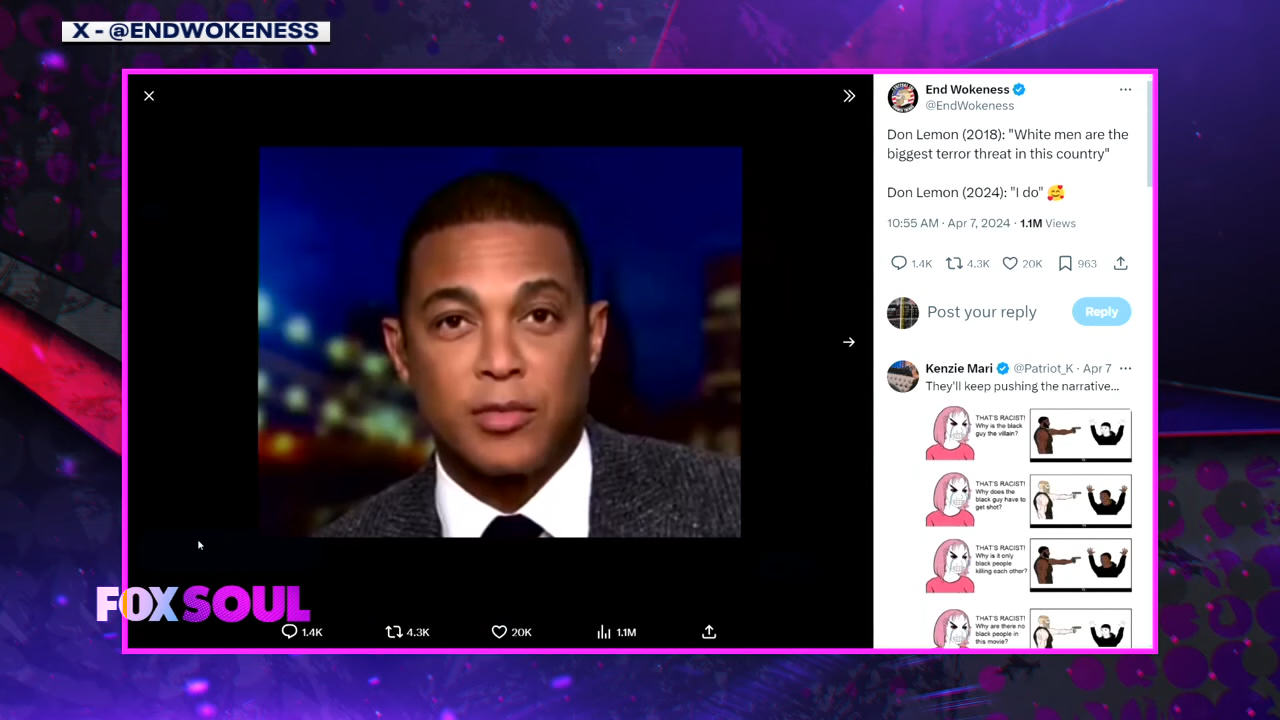 X - @ENDWOKENESS
End Wokeness
@EndWokeness
Don Lemon (2018): "White men are the
biggest terror threat in this country"
Don Lemon (2024): "I do" 🥰
10:55 AM · Apr 7, 2024 · 1.1M Views
1.4K 4.3K 20K 963
Post your reply
Reply
Kenzie Mari @Patriot_K · Apr 7
They'll keep pushing the narrative...
THAT'S RACIST!
Why is the black
guy the villain?
THAT'S RACIST!
Why does the
black guy have to
get shot?
THAT'S RACIST!
Why is it only
black people
killing each other?
THAT'S RACIST!
Why are there no
black people in
this movie?
FOX SOUL
1.4K 4.3K 20K 1.1M